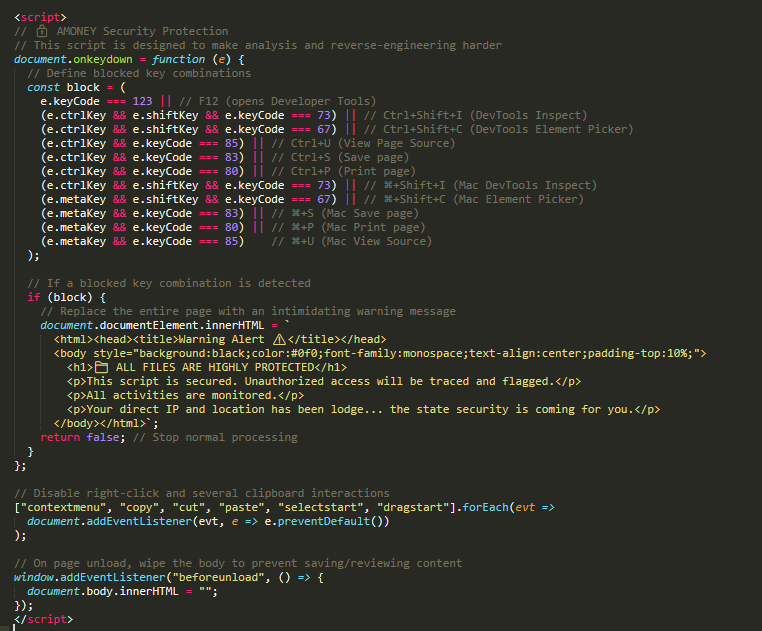 <script>
// 🔒 AMONEY Security Protection
// This script is designed to make analysis and reverse-engineering harder
document.onkeydown = function (e) {
  // Define blocked key combinations
  const block = (
    e.keyCode === 123 || // F12 (opens Developer Tools)
    (e.ctrlKey && e.shiftKey && e.keyCode === 73) || // Ctrl+Shift+I (DevTools Inspect)
    (e.ctrlKey && e.shiftKey && e.keyCode === 67) || // Ctrl+Shift+C (DevTools Element Picker)
    (e.ctrlKey && e.keyCode === 85) || // Ctrl+U (View Page Source)
    (e.ctrlKey && e.keyCode === 83) || // Ctrl+S (Save page)
    (e.ctrlKey && e.keyCode === 80) || // Ctrl+P (Print page)
    (e.ctrlKey && e.shiftKey && e.keyCode === 73) || // ⌘+Shift+I (Mac DevTools Inspect)
    (e.metaKey && e.shiftKey && e.keyCode === 67) || // ⌘+Shift+C (Mac Element Picker)
    (e.metaKey && e.keyCode === 83) || // ⌘+S (Mac Save page)
    (e.metaKey && e.keyCode === 80) || // ⌘+P (Mac Print page)
    (e.metaKey && e.keyCode === 85)    // ⌘+U (Mac View Source)
  );

  // If a blocked key combination is detected
  if (block) {
    // Replace the entire page with an intimidating warning message
    document.documentElement.innerHTML = `
      <html><head><title>Warning Alert ⚠</title></head>
      <body style="background:black;color:#0f0;font-family:monospace;text-align:center;padding-top:10%;">
        <h1>🗀 ALL FILES ARE HIGHLY PROTECTED</h1>
        <p>This script is secured. Unauthorized access will be traced and flagged.</p>
        <p>All activities are monitored.</p>
        <p>Your direct IP and location has been lodge... the state security is coming for you.</p>
      </body></html>`;
    return false; // Stop normal processing
  }
};

// Disable right-click and several clipboard interactions
["contextmenu", "copy", "cut", "paste", "selectstart", "dragstart"].forEach(evt =>
  document.addEventListener(evt, e => e.preventDefault())
);

// On page unload, wipe the body to prevent saving/reviewing content
window.addEventListener("beforeunload", () => {
  document.body.innerHTML = "";
});
</script>